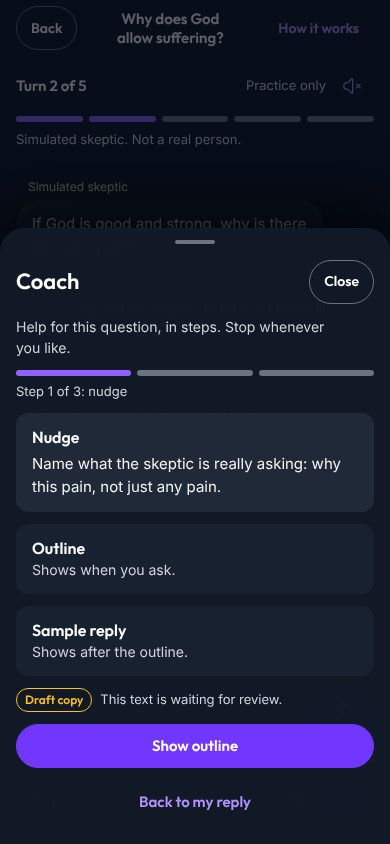 Back
Why does God
allow suffering?
How it works
Turn 2 of 5
Practice only
Simulated skeptic. Not a real person.
Simulated skeptic
If God is good and strong, why is there
Coach
Close
Help for this question, in steps. Stop whenever
you like.
Step 1 of 3: nudge
Nudge
Name what the skeptic is really asking: why
this pain, not just any pain.
Outline
Shows when you ask.
Sample reply
Shows after the outline.
Draft copy
This text is waiting for review.
Show outline
Back to my reply